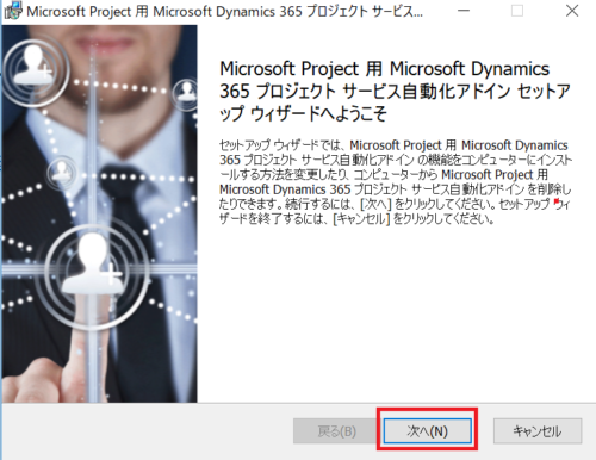 Microsoft Project 用 Microsoft Dynamics 365 プロジェクト サービス...
Microsoft Project 用 Microsoft Dynamics
365 プロジェクト サービス自動化アドイン セットア
ップ ウィザードへようこそ
セットアップ ウィザードでは、Microsoft Project 用 Microsoft Dynamics
365 プロジェクト サービス自動化アドイン の機能をコンピューターにインスト
ールする方法を変更したり、コンピューターから Microsoft Project 用
Microsoft Dynamics 365 プロジェクト サービス自動化アドイン を削除し
たりできます。続行するには、[次へ] をクリックしてください。セットアップ ウィ
ザードを終了するには、[キャンセル] をクリックしてください。
戻る(B)
次へ(N)
キャンセル